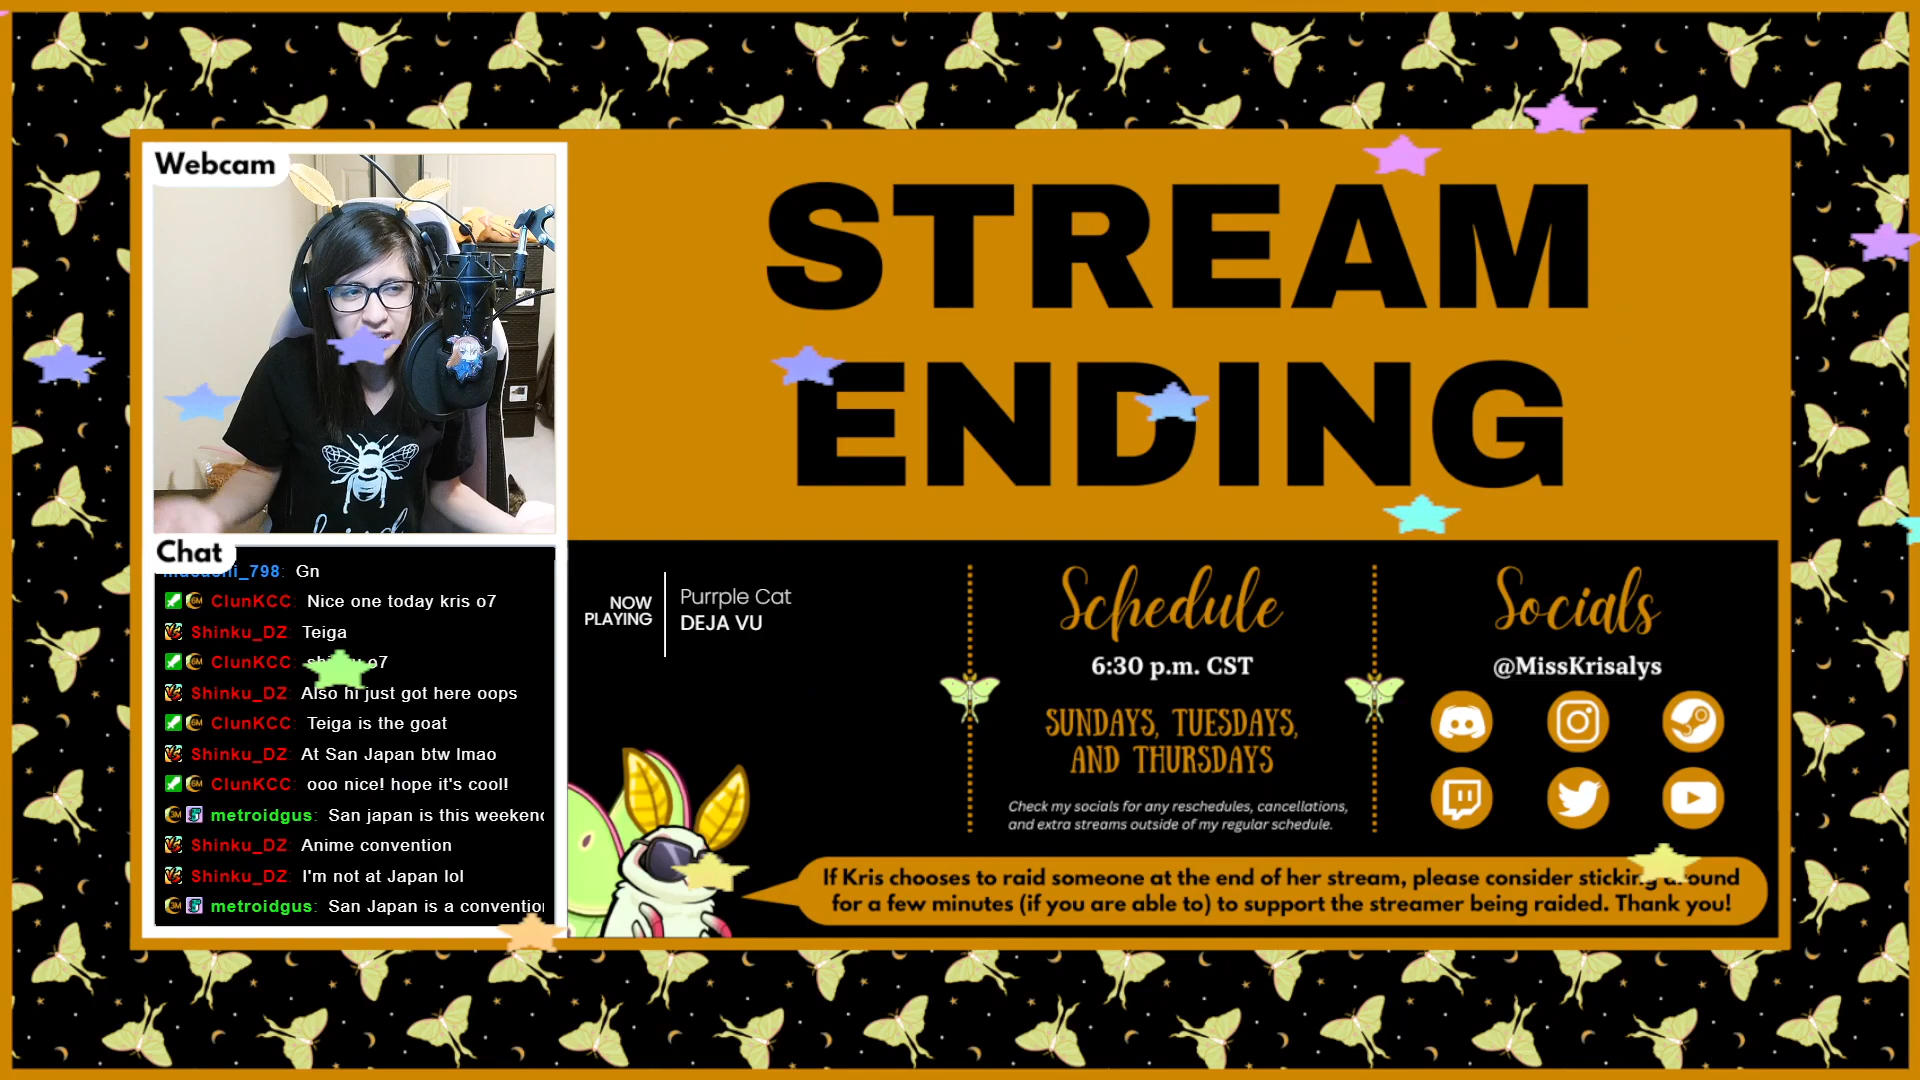 Webcam
STREAM
ENDING
Chat
Gn
ClunKCC: Nice one today kris o7
Shinku_DZ: Teiga
ClunKCC: o7
Shinku_DZ: Also hi just got here oops
ClunKCC: Teiga is the goat
Shinku_DZ: At San Japan btw lmao
ClunKCC: ooo nice! hope it's cool!
metroidgus: San japan is this weekend
Shinku_DZ: Anime convention
Shinku_DZ: I'm not at Japan lol
metroidgus: San Japan is a convention
NOW
PLAYING
Purrple Cat
DEJA VU
Schedule
6:30 p.m. CST
SUNDAYS, TUESDAYS,
AND THURSDAYS
Check my socials for any reschedules, cancellations,
and extra streams outside of my regular schedule.
Socials
@MissKrisalys
If Kris chooses to raid someone at the end of her stream, please consider sticking around
for a few minutes (if you are able to) to support the streamer being raided. Thank you!